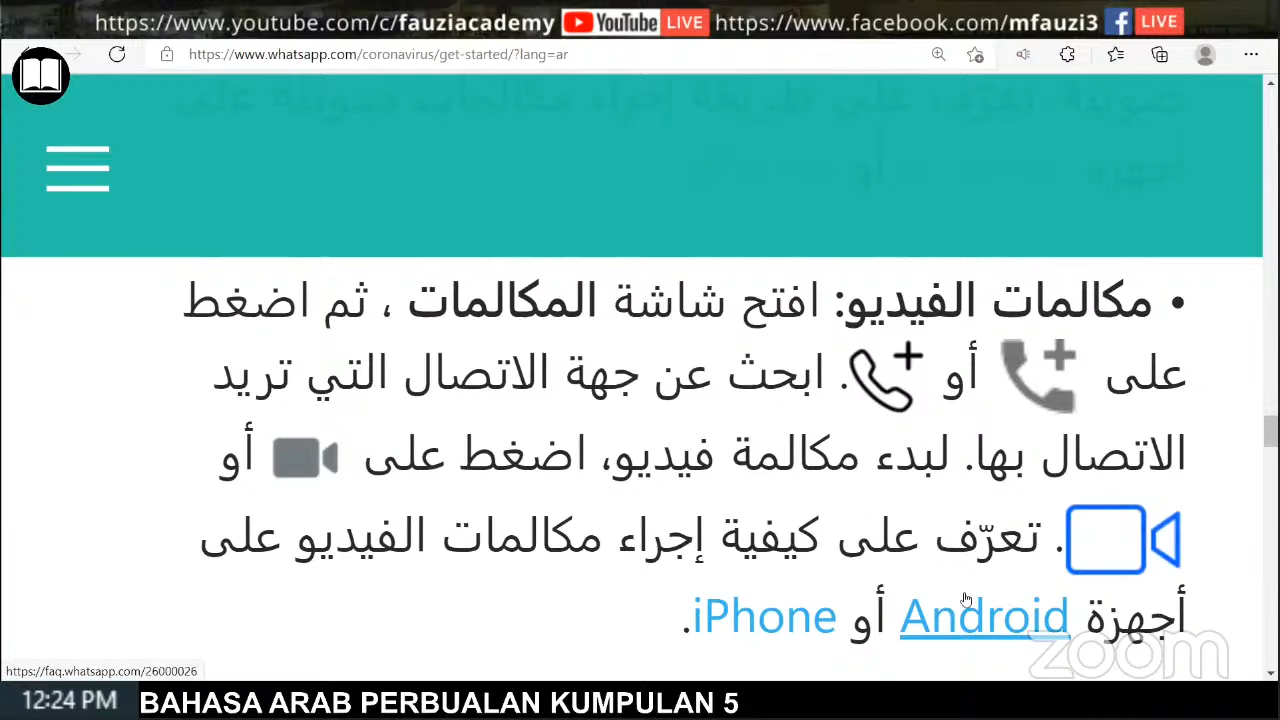 https://www.youtube.com/c/fauziacademy YouTube LIVE https://www.facebook.com/mfauzi3 f LIVE
https://www.whatsapp.com/coronavirus/get-started/?lang=ar
• مكالمات الفيديو: افتح شاشة المكالمات ، ثم اضغط
على أو . ابحث عن جهة الاتصال التي تريد
الاتصال بها. لبدء مكالمة فيديو، اضغط على أو
. تعرّف على كيفية إجراء مكالمات الفيديو على
أجهزة Android أو iPhone.
zoom
https://faq.whatsapp.com/26000026
12:24 PM BAHASA ARAB PERBUALAN KUMPULAN 5